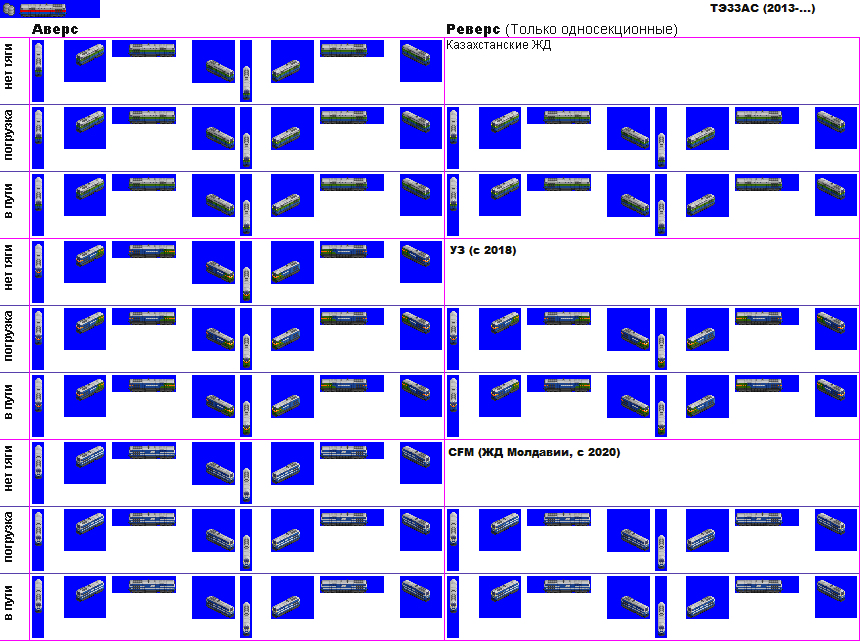 ТЭ33АС (2013-...)
Аверс
Реверс (Только односекционные)
нет тяги
Казахстанские ЖД
погрузка
в пути
нет тяги
УЗ (с 2018)
погрузка
в пути
нет тяги
CFM (ЖД Молдавии, с 2020)
погрузка
в пути